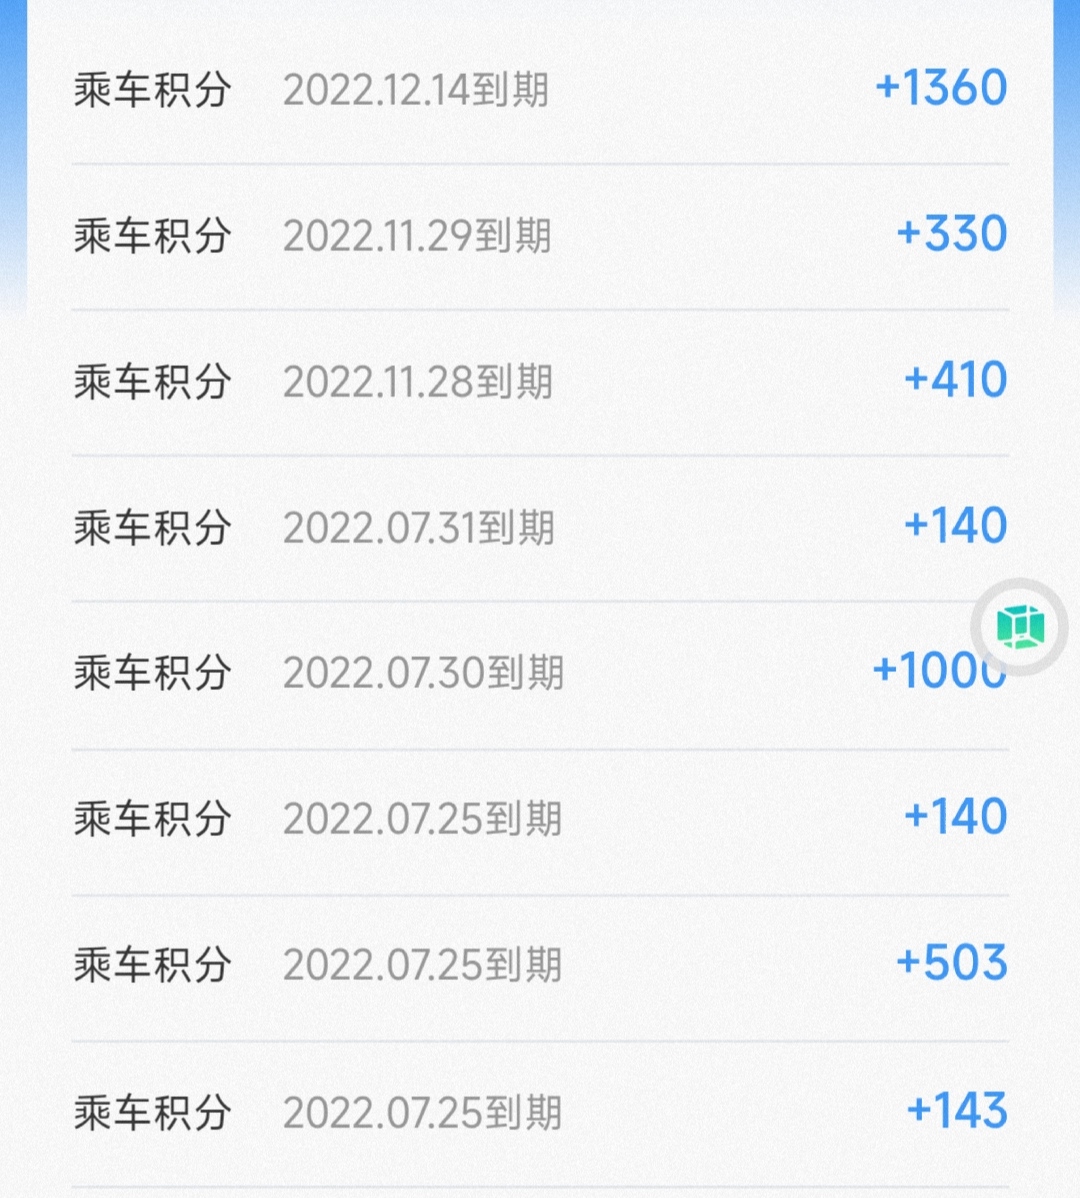 乘车积分 2022.12.14到期 +1360
乘车积分 2022.11.29到期 +330
乘车积分 2022.11.28到期 +410
乘车积分 2022.07.31到期 +140
乘车积分 2022.07.30到期 +1000
乘车积分 2022.07.25到期 +140
乘车积分 2022.07.25到期 +503
乘车积分 2022.07.25到期 +143